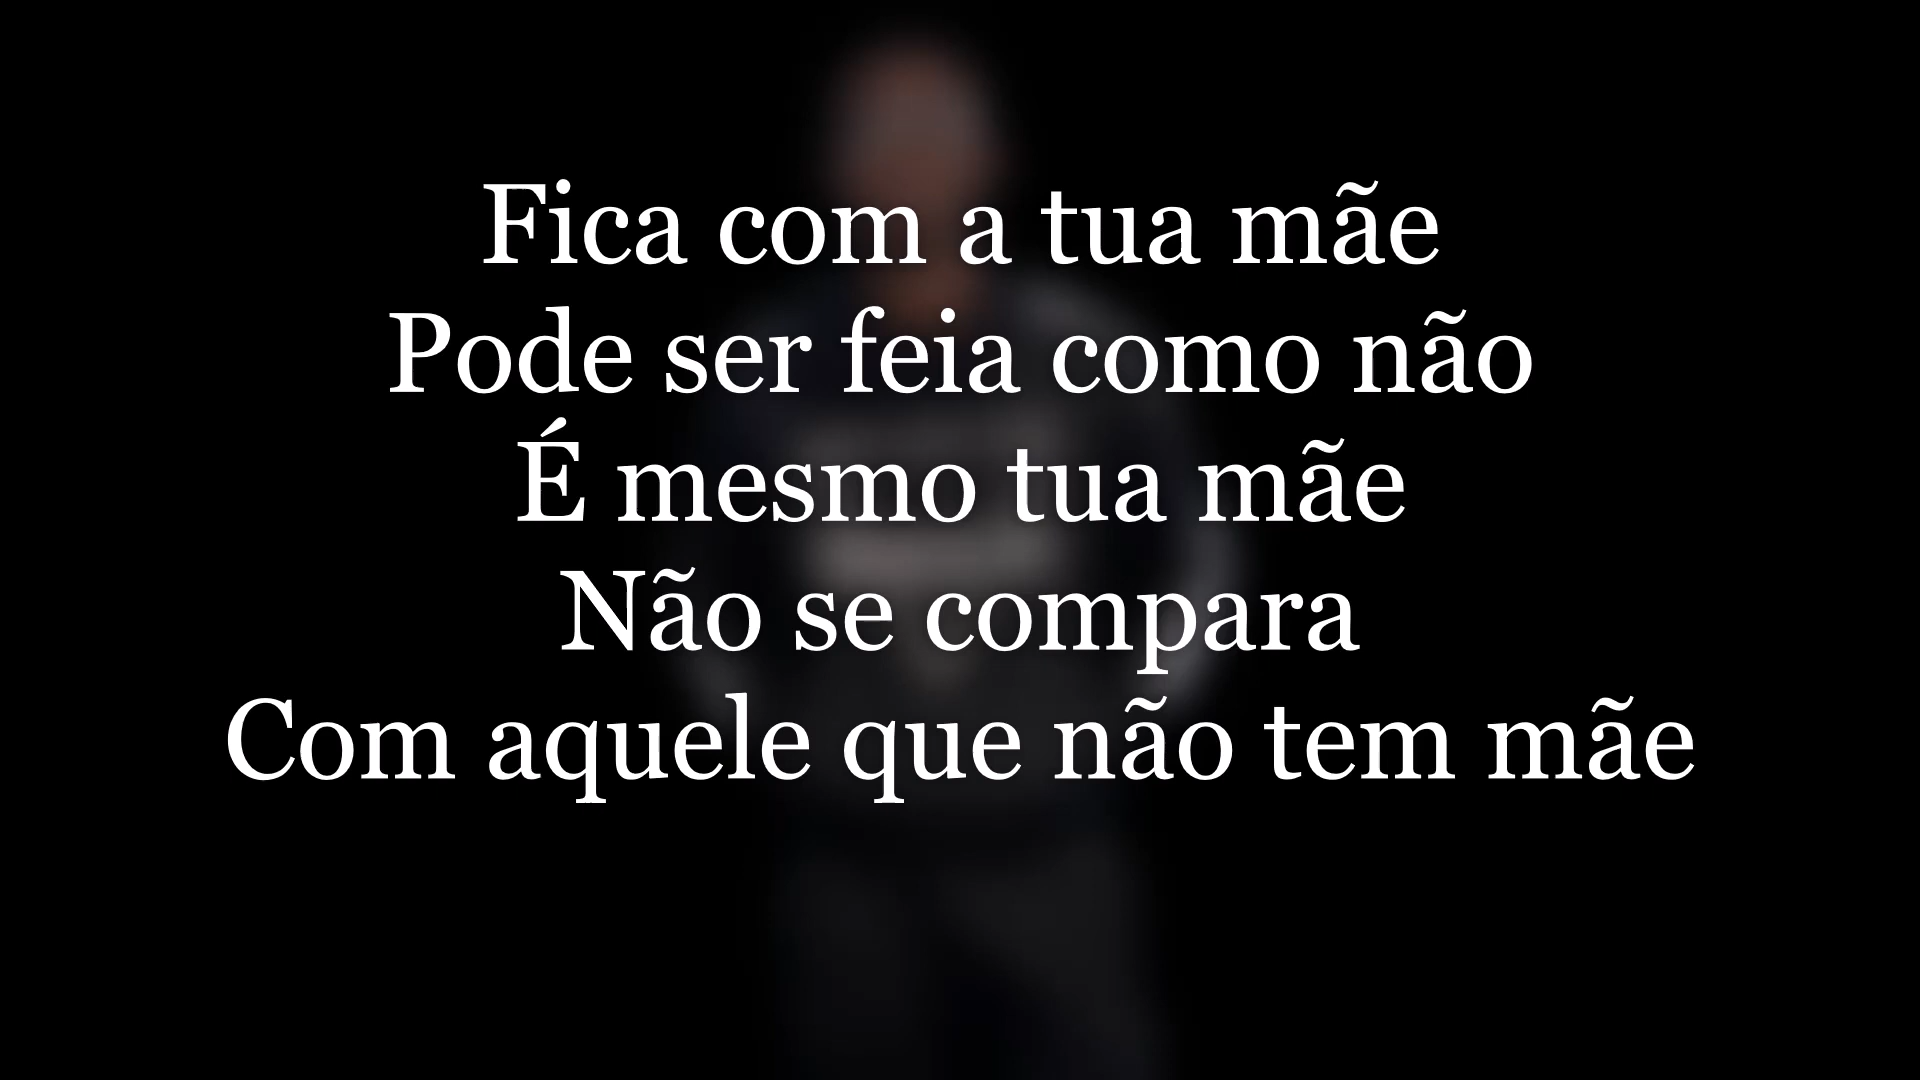 Fica com a tua mãe
Pode ser feia como não
É mesmo tua mãe
Não se compara
Com aquele que não tem mãe